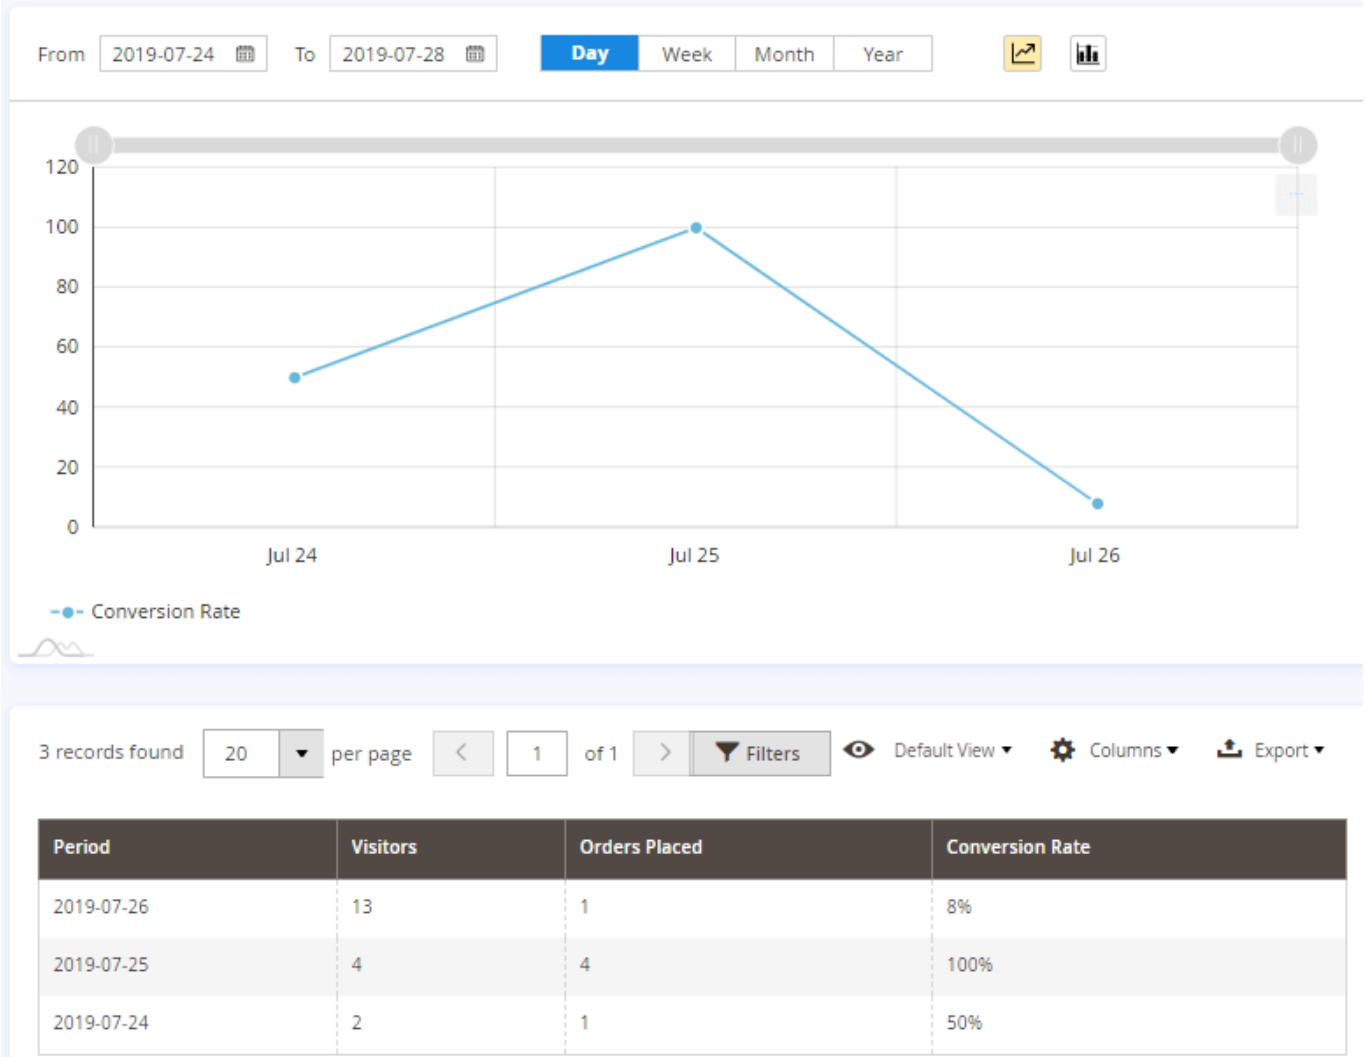 From 2019-07-24 To 2019-07-28 Day Week Month Year
120
100
80
60
40
20
0
Jul 24 Jul 25 Jul 26
Conversion Rate
3 records found 20 per page 1 of 1 Filters Default View Columns Export
Period Visitors Orders Placed Conversion Rate
2019-07-26 13 1 8%
2019-07-25 4 4 100%
2019-07-24 2 1 50%